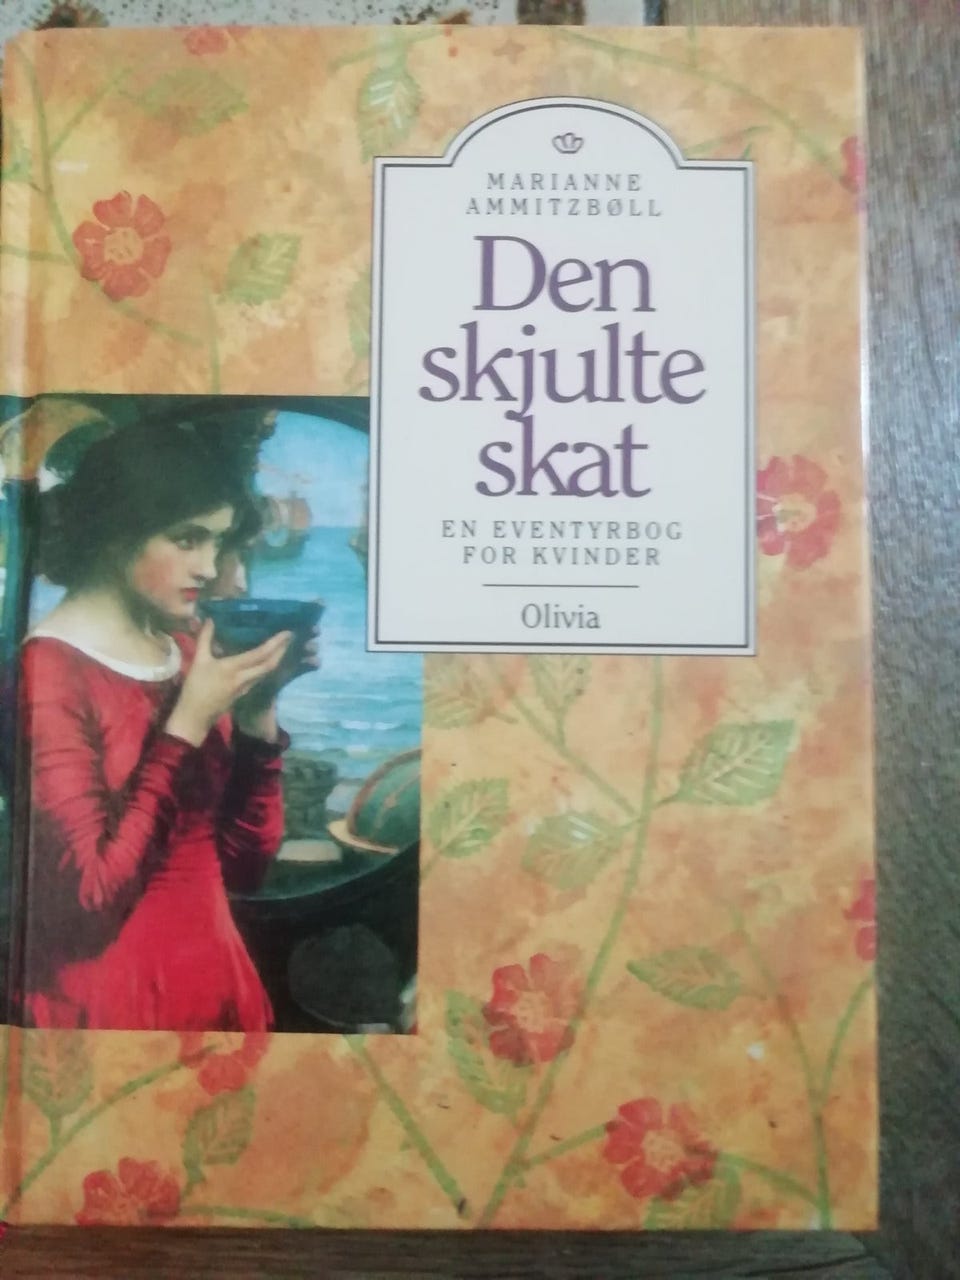 MARIANNE
AMMITZBØLL
Den
skjulte
skat
EN EVENTYRBOG
FOR KVINDER
Olivia